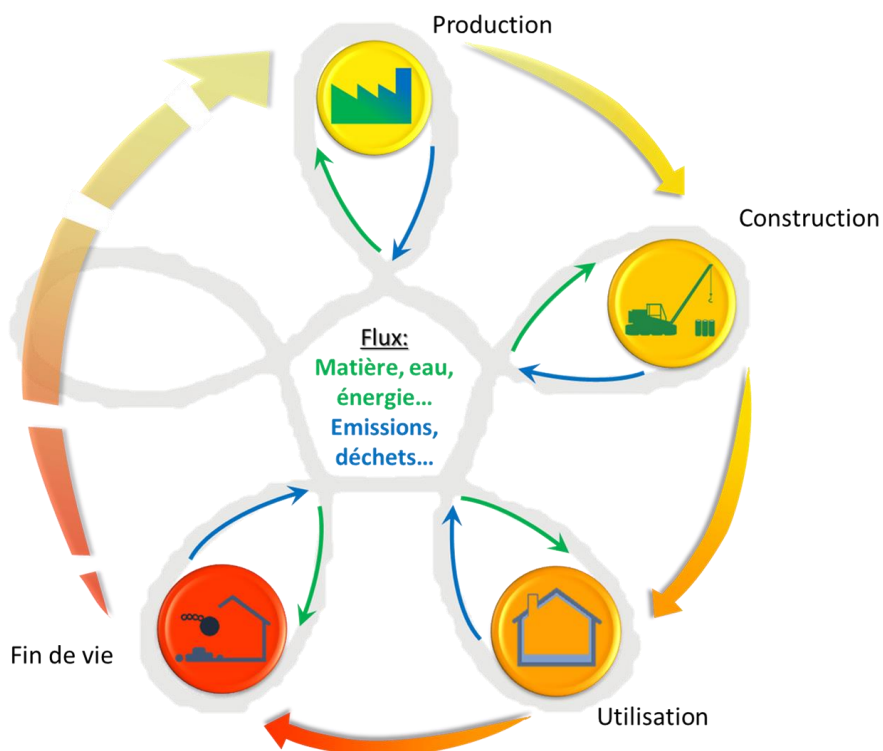 Production
Construction
Flux:
Matière, eau,
énergie...
Emissions,
déchets...
Fin de vie
Utilisation